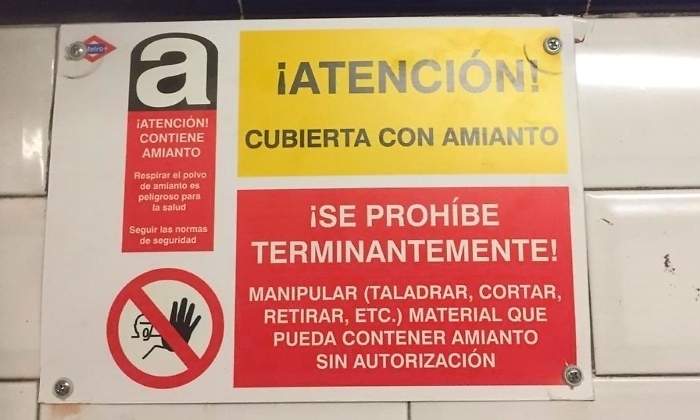 Metro
a
¡ATENCIÓN!
CONTIENE
AMIANTO
Respirar el polvo
de amianto es
peligroso para
la salud
Seguir las normas
de seguridad
¡ATENCIÓN!
CUBIERTA CON AMIANTO
¡SE PROHÍBE
TERMINANTEMENTE!
MANIPULAR (TALADRAR, CORTAR,
RETIRAR, ETC.) MATERIAL QUE
PUEDA CONTENER AMIANTO
SIN AUTORIZACIÓN